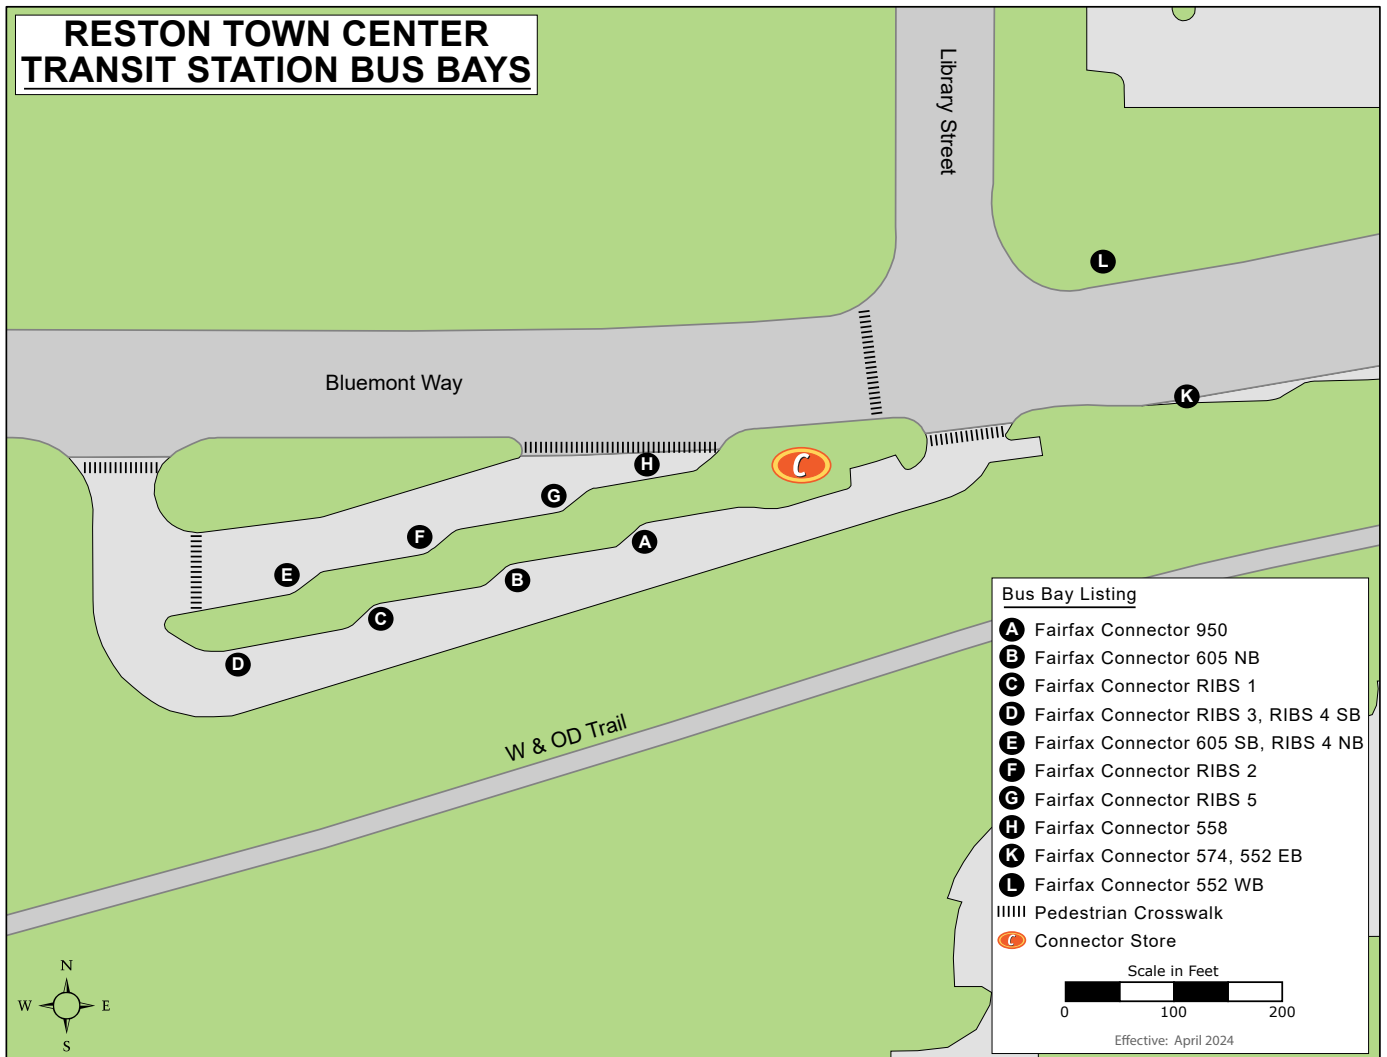 RESTON TOWN CENTER
TRANSIT STATION BUS BAYS
Library Street
L
Bluemont Way
K
H
C
G
F
A
E
B
C
D
W & OD Trail
Bus Bay Listing
A Fairfax Connector 950
B Fairfax Connector 605 NB
C Fairfax Connector RIBS 1
D Fairfax Connector RIBS 3, RIBS 4 SB
E Fairfax Connector 605 SB, RIBS 4 NB
F Fairfax Connector RIBS 2
G Fairfax Connector RIBS 5
H Fairfax Connector 558
K Fairfax Connector 574, 552 EB
L Fairfax Connector 552 WB
Pedestrian Crosswalk
C Connector Store
Scale in Feet
0 100 200
Effective: April 2024
N
W E
S